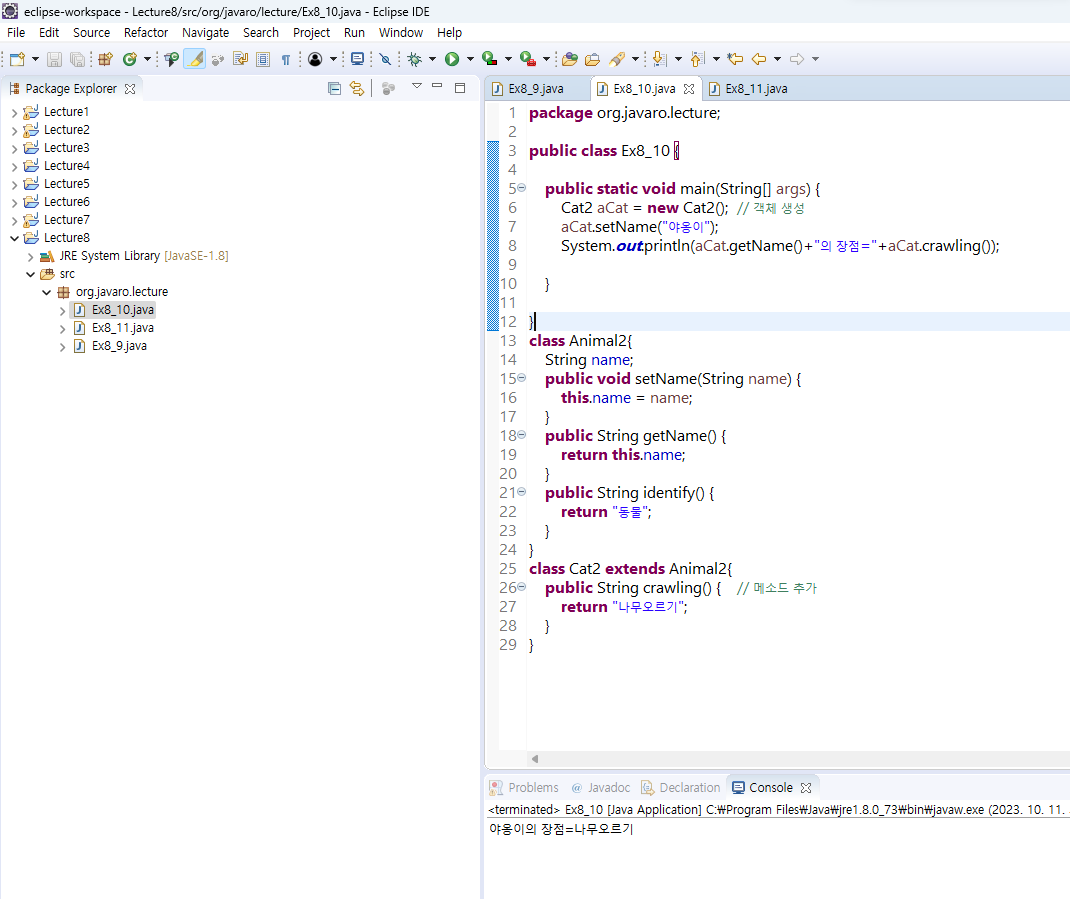 eclipse-workspace - Lecture8/src/org/javaro/lecture/Ex8_10.java - Eclipse IDE
File Edit Source Refactor Navigate Search Project Run Window Help
Package Explorer
Lecture1
Lecture2
Lecture3
Lecture4
Lecture5
Lecture6
Lecture7
Lecture8
JRE System Library [JavaSE-1.8]
src
org.javaro.lecture
Ex8_10.java
Ex8_11.java
Ex8_9.java
Ex8_9.java Ex8_10.java Ex8_11.java
1 package org.javaro.lecture;
2
3 public class Ex8_10 {
4
5 public static void main(String[] args) {
6 Cat2 aCat = new Cat2(); // 객체 생성
7 aCat.setName("야옹이");
8 System.out.println(aCat.getName()+"의 장점="+aCat.crawling());
9
10 }
11
12 }
13 class Animal2{
14 String name;
15 public void setName(String name) {
16 this.name = name;
17 }
18 public String getName() {
19 return this.name;
20 }
21 public String identify() {
22 return "동물";
23 }
24 }
25 class Cat2 extends Animal2{
26 public String crawling() { // 메소드 추가
27 return "나무오르기";
28 }
29 }
Problems @ Javadoc Declaration Console
<terminated> Ex8_10 [Java Application] C:₩Program Files₩Java₩jre1.8.0_73₩bin₩javaw.exe (2023. 10. 11.
야옹이의 장점=나무오르기